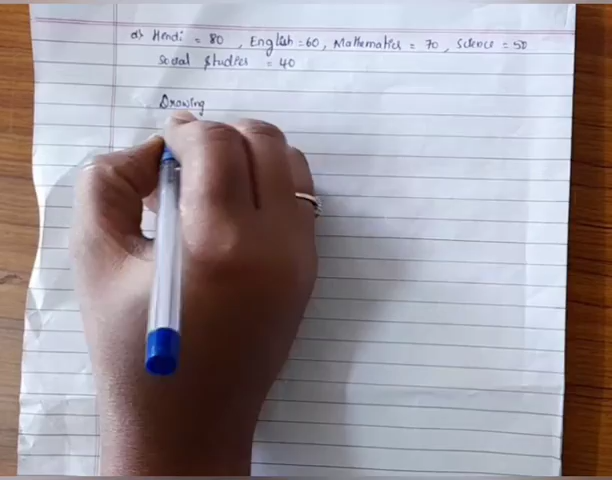 a) Hindi = 80 , English = 60, Mathematics = 70, Science = 50
Social Studies = 40
Drawing